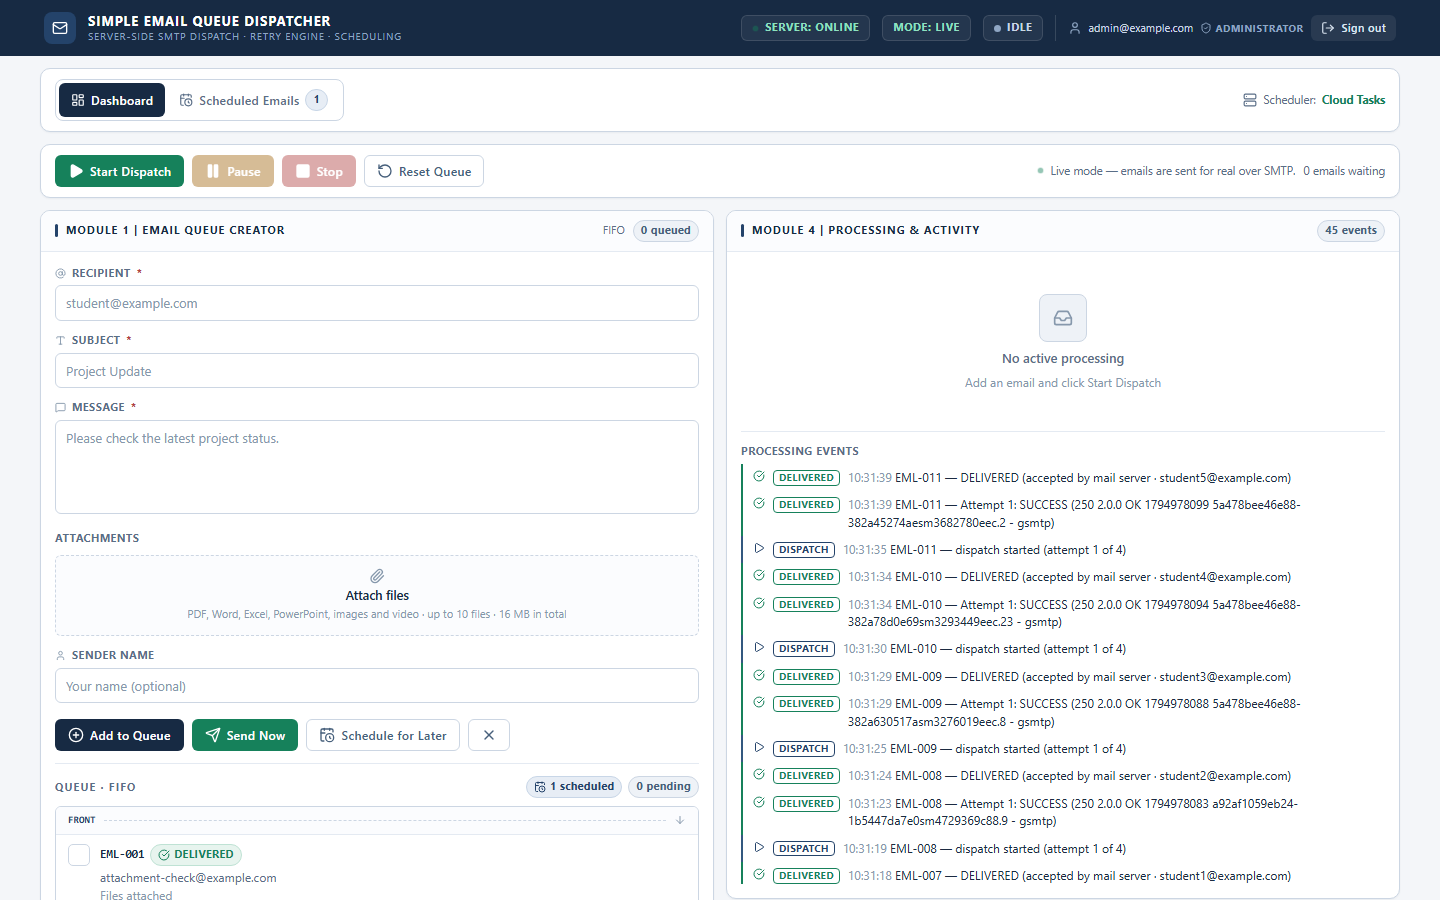 SIMPLE EMAIL QUEUE DISPATCHER
SERVER-SIDE SMTP DISPATCH · RETRY ENGINE · SCHEDULING
SERVER: ONLINE
MODE: LIVE
IDLE
admin@example.com
ADMINISTRATOR
Sign out
Dashboard
Scheduled Emails 1
Scheduler: Cloud Tasks
Start Dispatch
Pause
Stop
Reset Queue
Live mode — emails are sent for real over SMTP. 0 emails waiting
MODULE 1 | EMAIL QUEUE CREATOR
FIFO
0 queued
RECIPIENT *
student@example.com
SUBJECT *
Project Update
MESSAGE *
Please check the latest project status.
ATTACHMENTS
Attach files
PDF, Word, Excel, PowerPoint, images and video · up to 10 files · 16 MB in total
SENDER NAME
Your name (optional)
Add to Queue
Send Now
Schedule for Later
QUEUE · FIFO
1 scheduled
0 pending
FRONT
EML-001 DELIVERED
attachment-check@example.com
Files attached
MODULE 4 | PROCESSING & ACTIVITY
45 events
No active processing
Add an email and click Start Dispatch
PROCESSING EVENTS
DELIVERED 10:31:39 EML-011 — DELIVERED (accepted by mail server · student5@example.com)
DELIVERED 10:31:39 EML-011 — Attempt 1: SUCCESS (250 2.0.0 OK 1794978099 5a478bee46e88-
382a45274aesm3682780eec.2 - gsmtp)
DISPATCH 10:31:35 EML-011 — dispatch started (attempt 1 of 4)
DELIVERED 10:31:34 EML-010 — DELIVERED (accepted by mail server · student4@example.com)
DELIVERED 10:31:34 EML-010 — Attempt 1: SUCCESS (250 2.0.0 OK 1794978094 5a478bee46e88-
382a78d0e69sm3293449eec.23 - gsmtp)
DISPATCH 10:31:30 EML-010 — dispatch started (attempt 1 of 4)
DELIVERED 10:31:29 EML-009 — DELIVERED (accepted by mail server · student3@example.com)
DELIVERED 10:31:29 EML-009 — Attempt 1: SUCCESS (250 2.0.0 OK 1794978088 5a478bee46e88-
382a630517asm3276019eec.8 - gsmtp)
DISPATCH 10:31:25 EML-009 — dispatch started (attempt 1 of 4)
DELIVERED 10:31:24 EML-008 — DELIVERED (accepted by mail server · student2@example.com)
DELIVERED 10:31:23 EML-008 — Attempt 1: SUCCESS (250 2.0.0 OK 1794978083 a92af1059eb24-
1b5447da7e0sm4729369c88.9 - gsmtp)
DISPATCH 10:31:19 EML-008 — dispatch started (attempt 1 of 4)
DELIVERED 10:31:18 EML-007 — DELIVERED (accepted by mail server · student1@example.com)